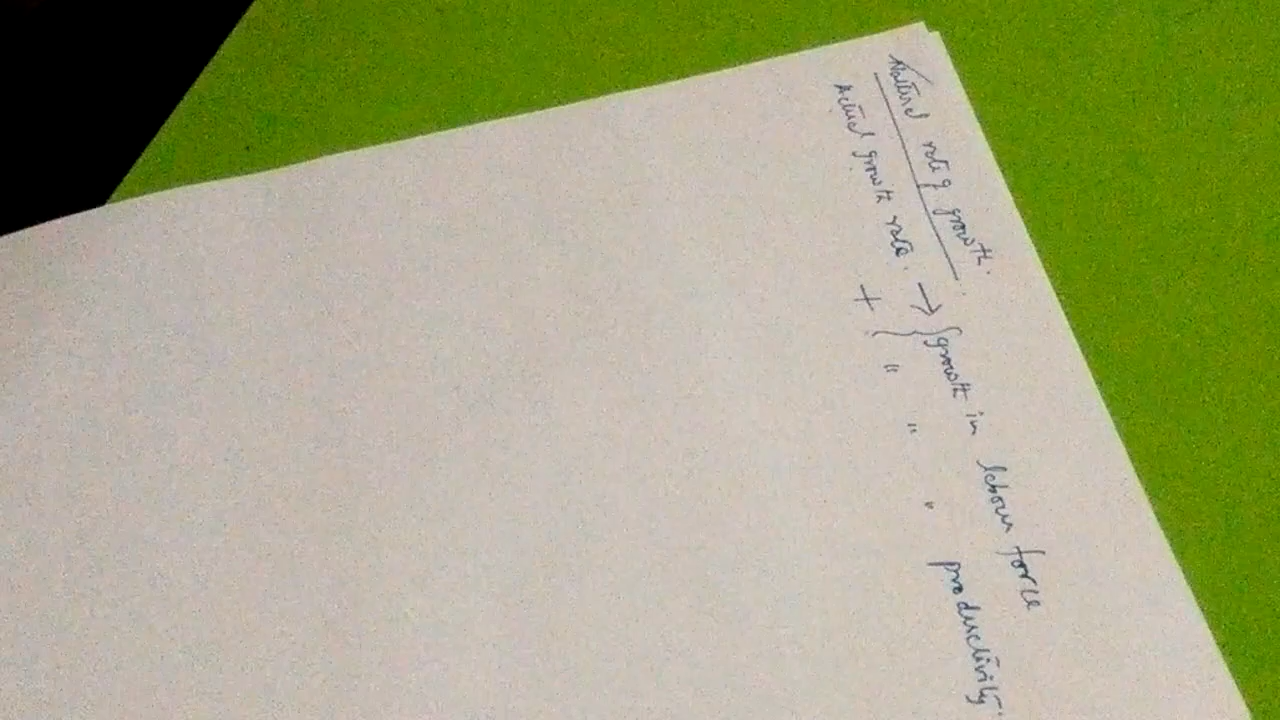 Natural rate of growth.
Actual growth rate. → {growth in labour force
+ { " " " productivity.